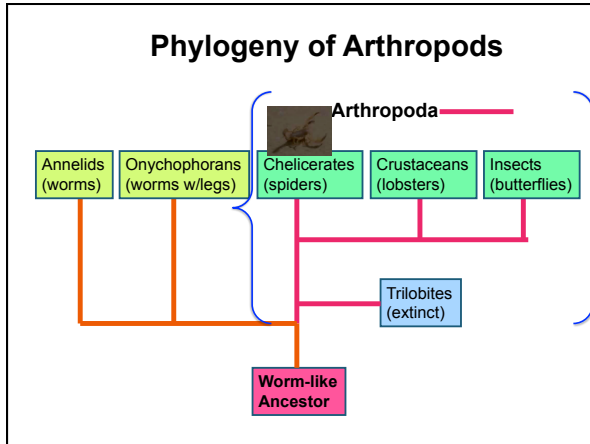 Phylogeny of Arthropods
Arthropoda
Annelids
(worms)
Onychophorans
(worms w/legs)
Chelicerates
(spiders)
Crustaceans
(lobsters)
Insects
(butterflies)
Trilobites
(extinct)
Worm-like
Ancestor